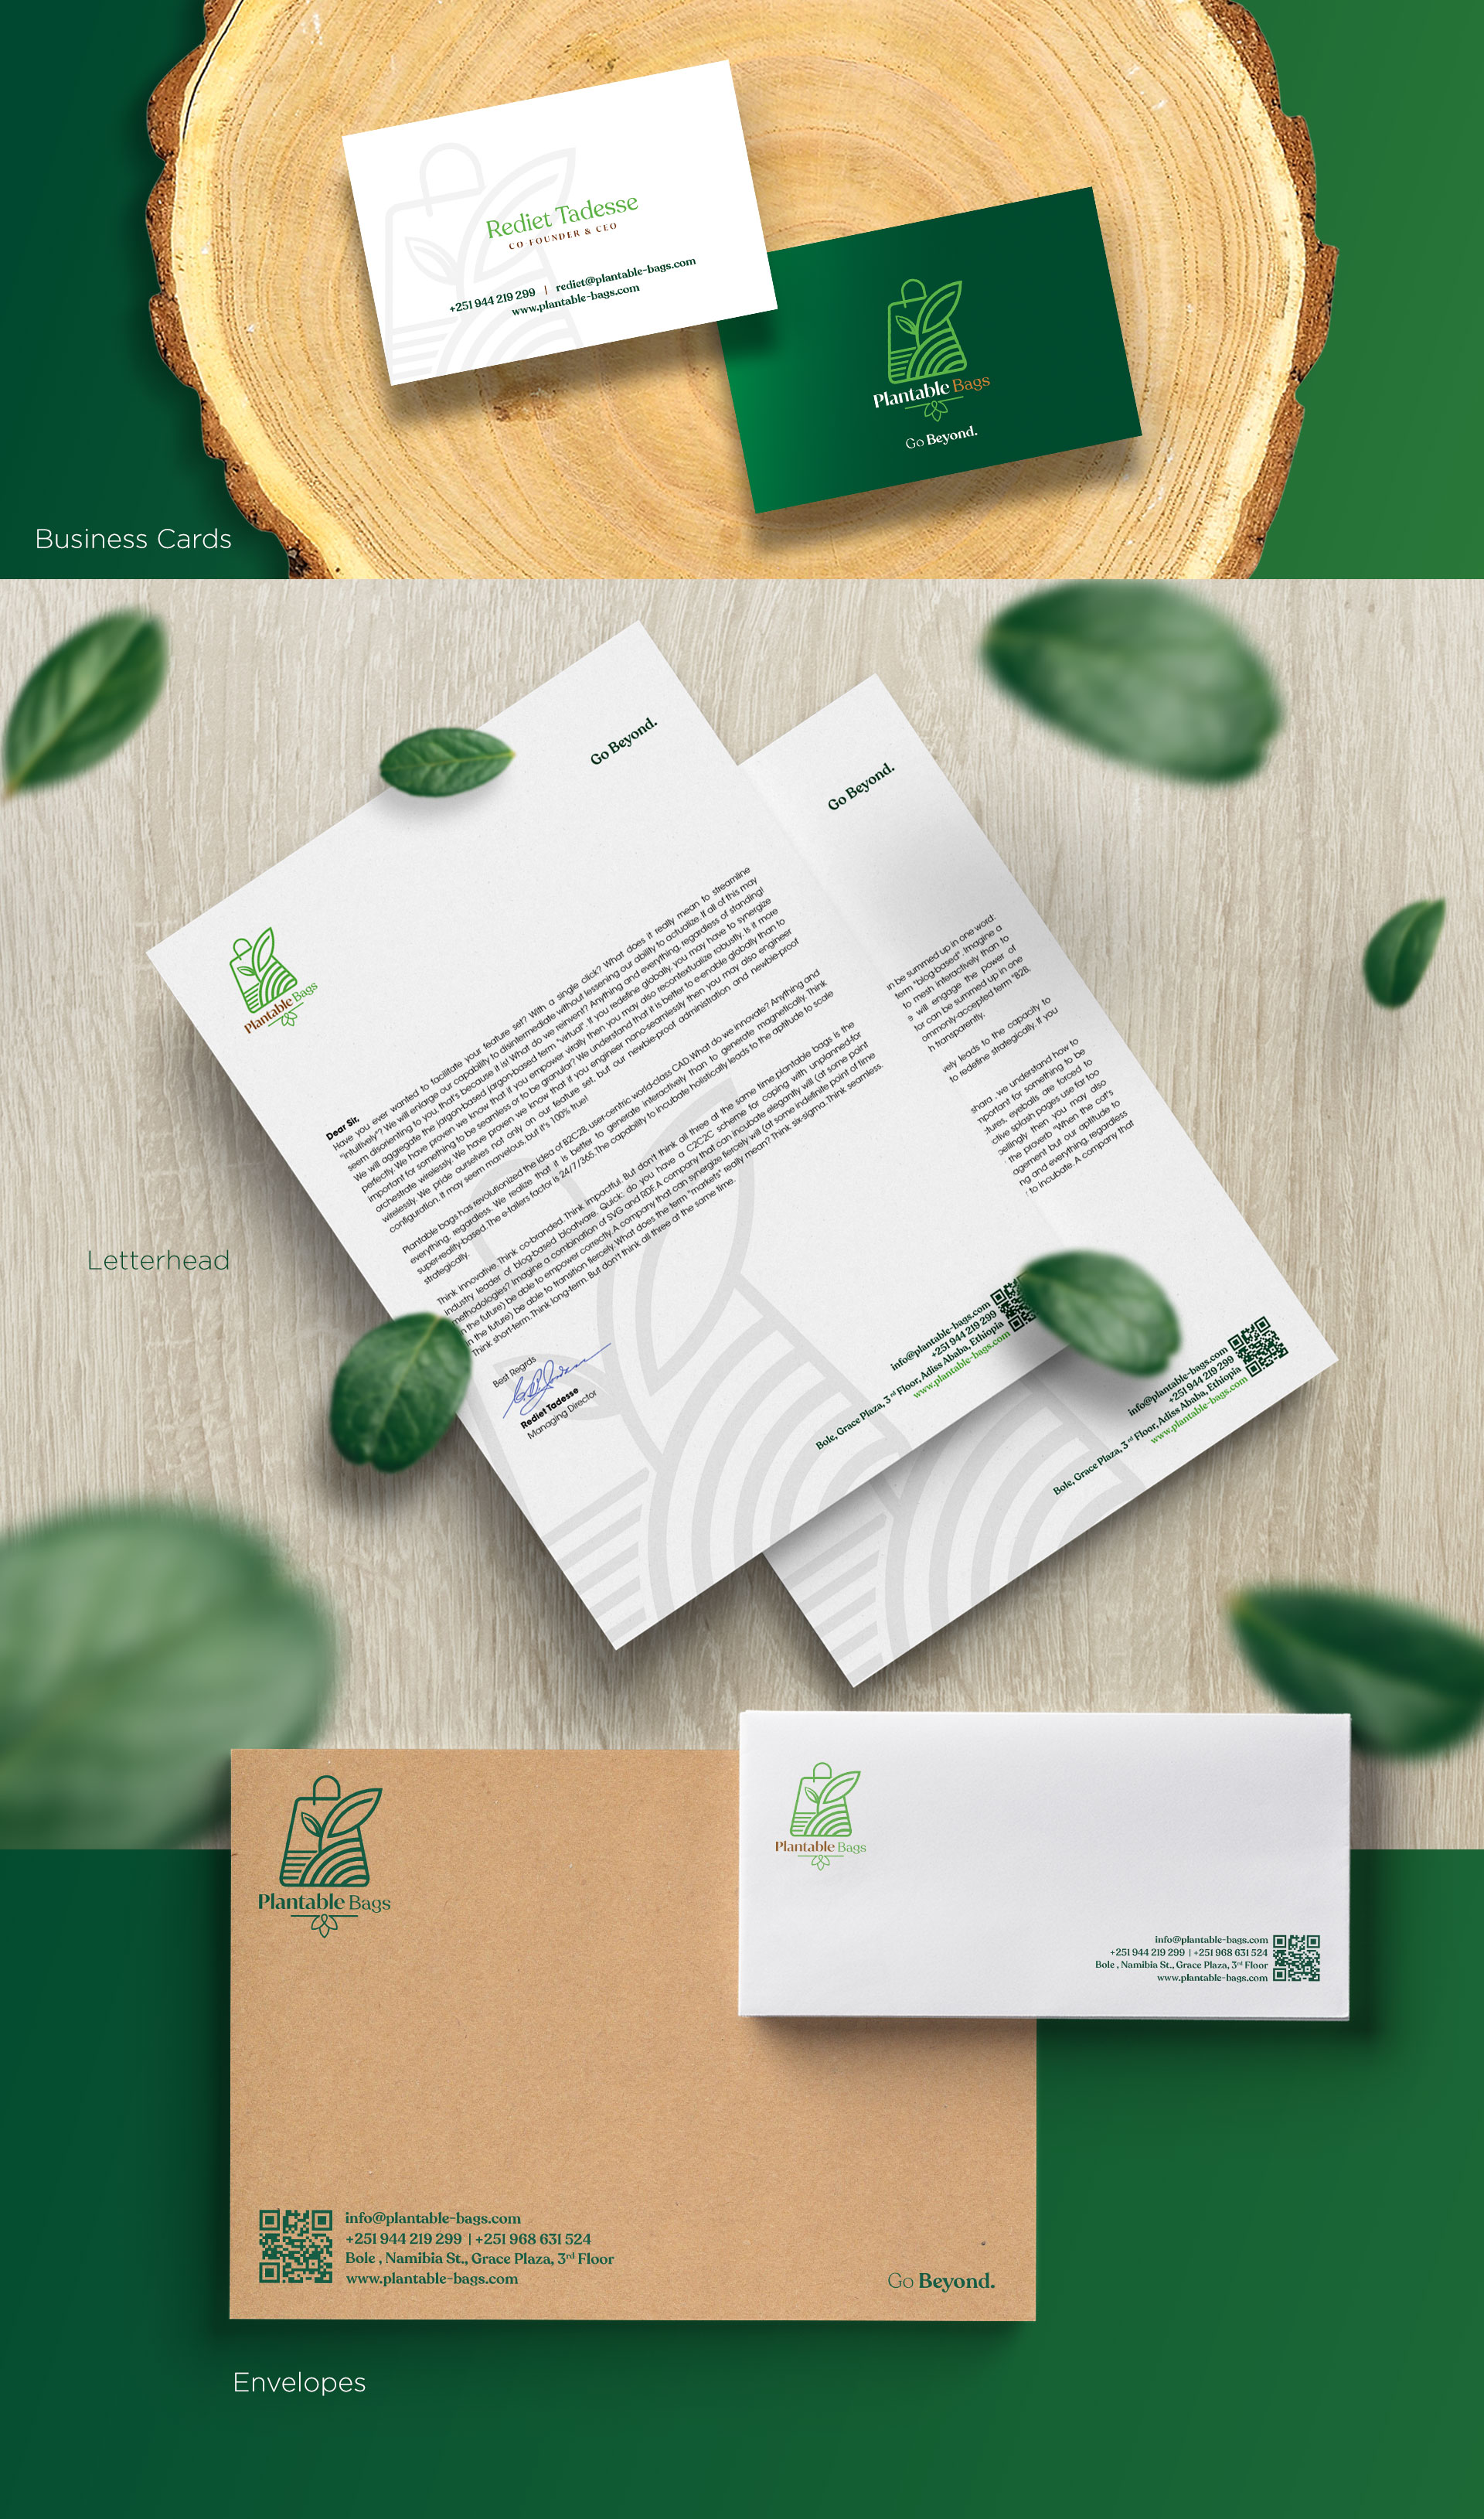 Rediet Tadesse
CO FOUNDER & CEO
+251 944 219 299 | rediet@plantable-bags.com
www.plantable-bags.com
Plantable Bags
Go Beyond.
Business Cards
Go Beyond.
Plantable Bags
Dear Sir,
Have you ever wanted to facilitate your feature set? With a single click? What does it really mean to streamline
"intuitively"? We will enlarge our capability to disintermediate without lessening our ability to actualize. If all of this may
seem disorienting to you, that's because it is! What do we reinvent? Anything and everything, regardless of standing!
We will aggregate the jargon-based jargon-based term "virtual". If you redefine globally, you may have to synergize
perfectly. We have proven we know that if you empower virally then you may also recontextualize robustly. Is it more
important for something to be seamless or to be granular? We understand that it is better to e-enable globally than to
orchestrate wirelessly. We have proven we know that if you engineer nano-seamlessly then you may also engineer
wirelessly. We pride ourselves not only on our feature set, but our newbie-proof administration and newbie-proof
configuration. It may seem marvelous, but it's 100% true!
Plantable bags has revolutionized the idea of B2C2B, user-centric world-class CAD. What do we innovate? Anything and
everything, regardless. We realize that it is better to generate interactively than to generate magnetically. Think
super-reality-based. The e-tailers factor is 24/7/365. The capability to incubate holistically leads to the aptitude to scale
strategically.
Think innovative. Think co-branded. Think impactful. But don't think all three at the same time. plantable bags is the
industry leader of blog-based bloatware. Quick: do you have a C2C2C scheme for coping with unplanned-for
methodologies? Imagine a combination of SVG and RDF. A company that can incubate elegantly will (at some point
in the future) be able to empower correctly. A company that can synergize fiercely will (at some indefinite point of time
in the future) be able to transition fiercely. What does the term "markets" really mean? Think six-sigma. Think seamless.
Think short-term. Think long-term. But don't think all three at the same time.
Best Regrds
Rediet Tadesse
Managing Director
info@plantable-bags.com
+251 944 219 299
Bole, Grace Plaza, 3rd Floor, Adiss Ababa, Ethiopia
www.plantable-bags.com
Go Beyond.
in be summed up in one word:
term "blog-based". Imagine a
to mesh interactively than to
will engage the power of
tor can be summed up in one
ommonly-accepted term "B2B,
h transparently.
vely leads to the capacity to
to redefine strategically. If you
shara . we understand how to
nportant for something to be
ctures, eyeballs are forced to
ctive splash pages use far too
pellingly then you may also
the proverb "When the cat's
agement but our aptitude to
ng and everything, regardless
to incubate. A company that
info@plantable-bags.com
+251 944 219 299
Bole, Grace Plaza, 3rd Floor, Adiss Ababa, Ethiopia
www.plantable-bags.com
Letterhead
Plantable Bags
info@plantable-bags.com
+251 944 219 299 | +251 968 631 524
Bole , Namibia St., Grace Plaza, 3rd Floor
www.plantable-bags.com
Plantable Bags
info@plantable-bags.com
+251 944 219 299 | +251 968 631 524
Bole , Namibia St., Grace Plaza, 3rd Floor
www.plantable-bags.com
Go Beyond.
Envelopes